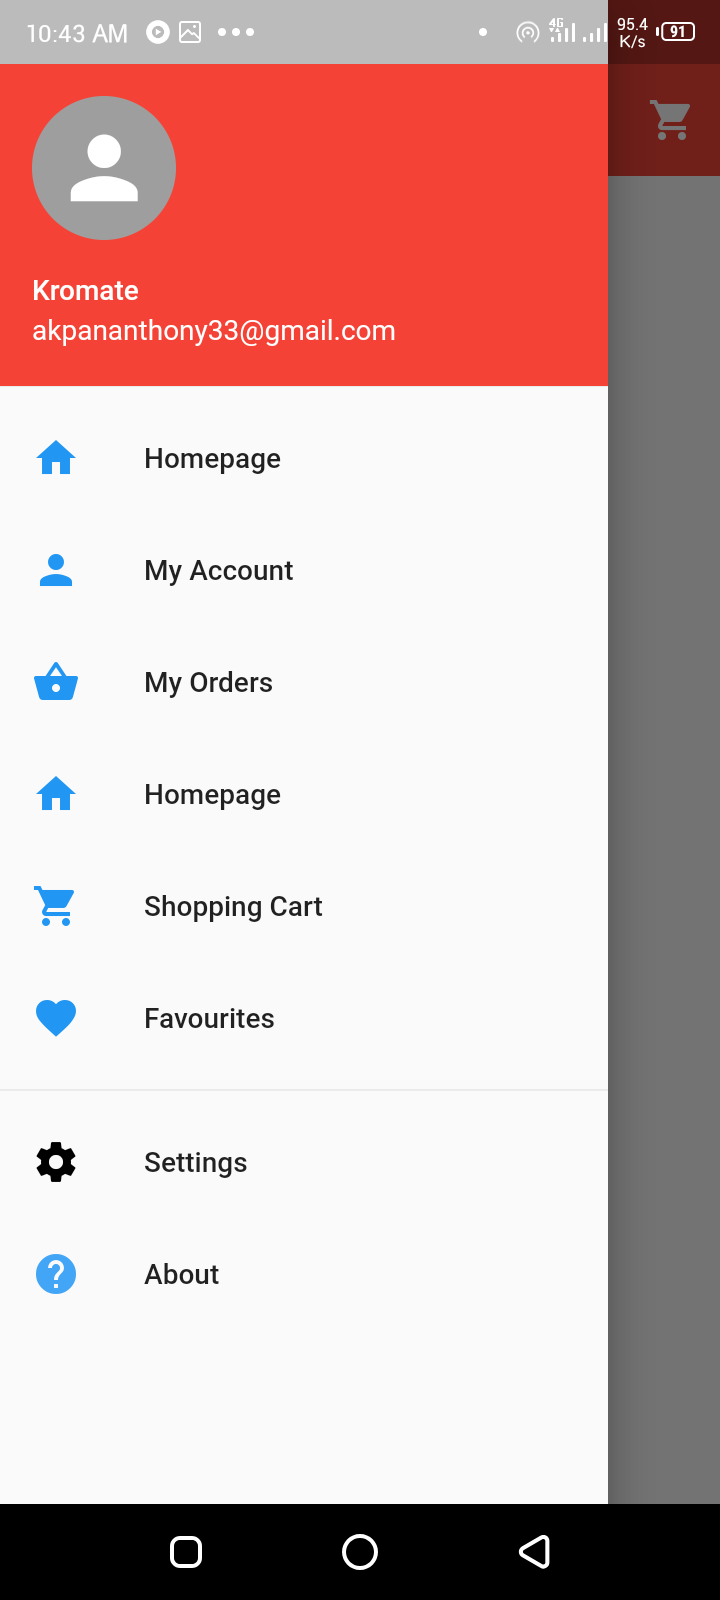 10:43 AM
4G
95.4
K/s
91
Kromate
akpananthony33@gmail.com
Homepage
My Account
My Orders
Homepage
Shopping Cart
Favourites
Settings
About